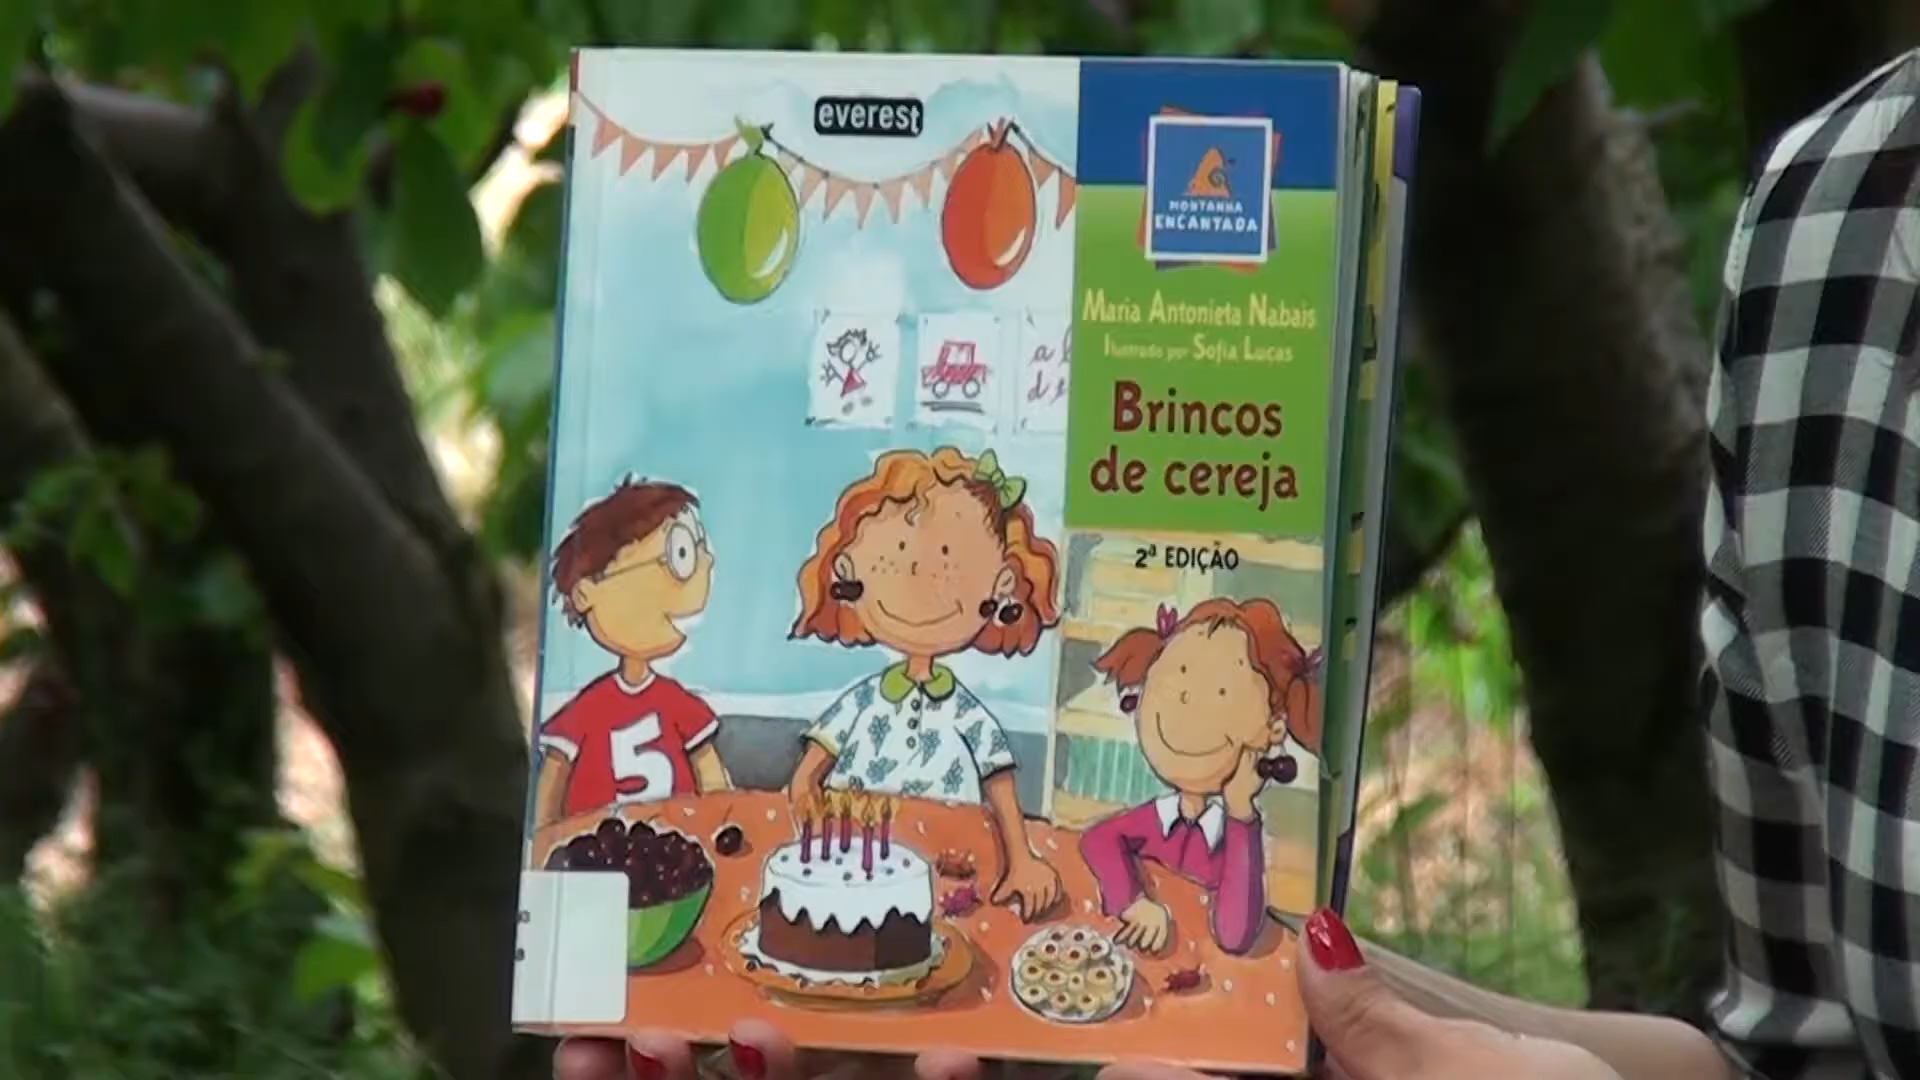 everest
MONTANHA
ENCANTADA
Maria Antonieta Nabais
Ilustrado por Sofia Lucas
Brincos
de cereja
2ª EDIÇÃO
5